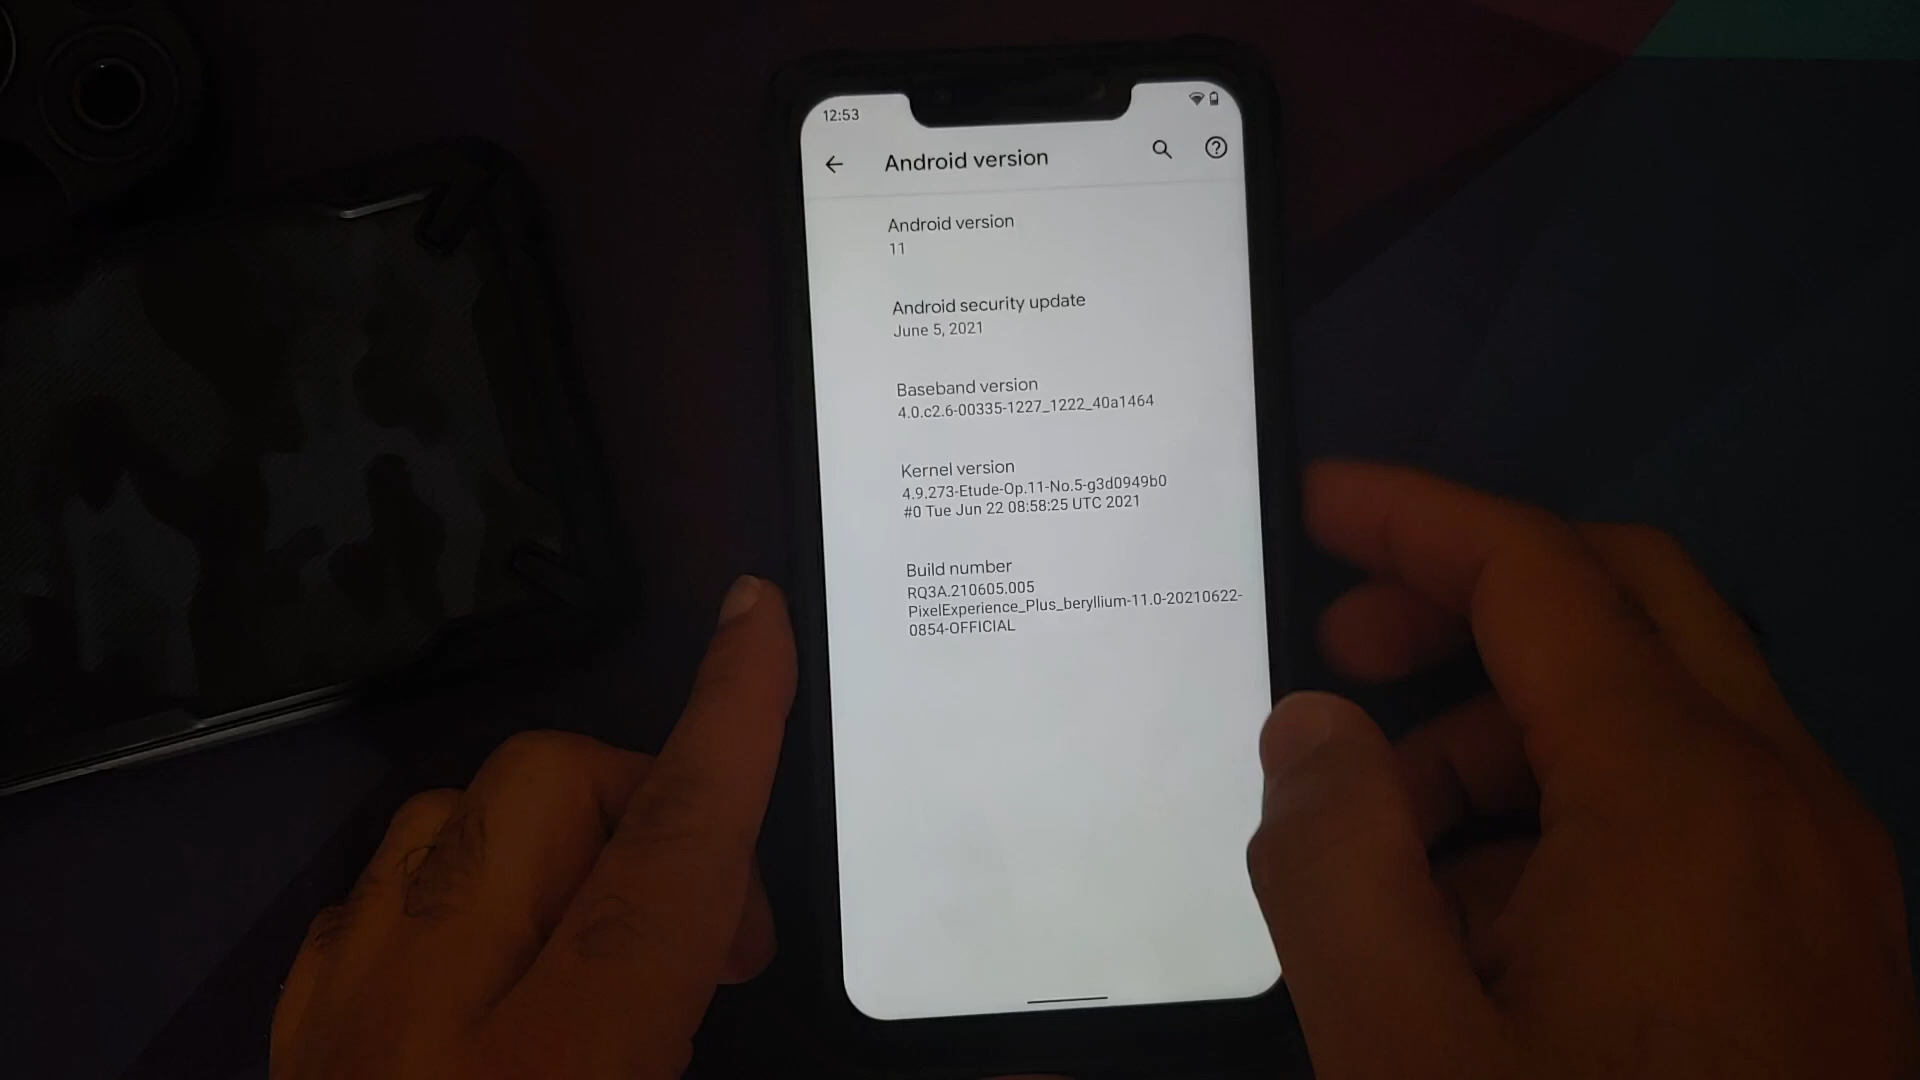 12:53
Android version
Android version
11
Android security update
June 5, 2021
Baseband version
4.0.c2.6-00335-1227_1222_40a1464
Kernel version
4.9.273-Etude-Op.11-No.5-g3d0949b0
#0 Tue Jun 22 08:58:25 UTC 2021
Build number
RQ3A.210605.005
PixelExperience_Plus_beryllium-11.0-20210622-
0854-OFFICIAL